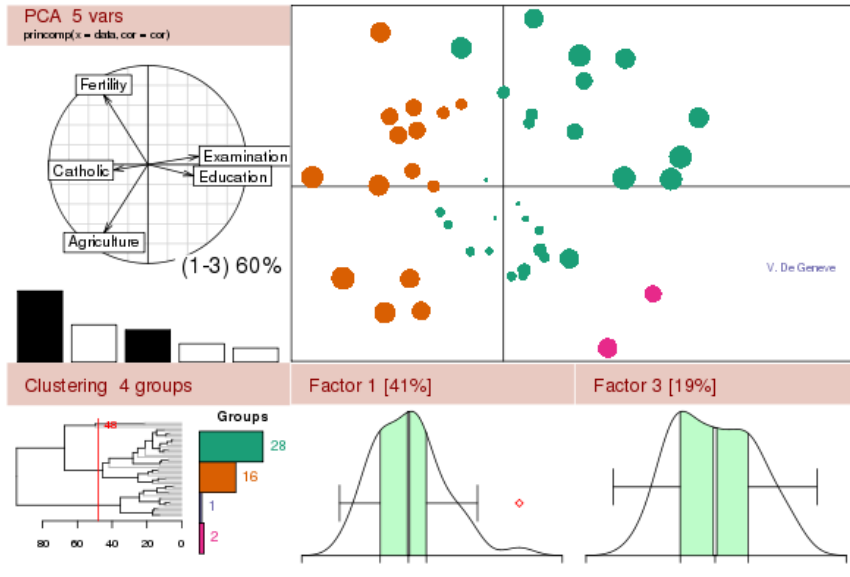 PCA 5 vars
princomp(x = data, cor = cor)
Fertility
Examination
Catholic
Education
Agriculture
(1-3) 60%
V. De Geneve
Clustering 4 groups
Factor 1 [41%]
Factor 3 [19%]
48
Groups
28
16
1
2
80 60 40 20 0